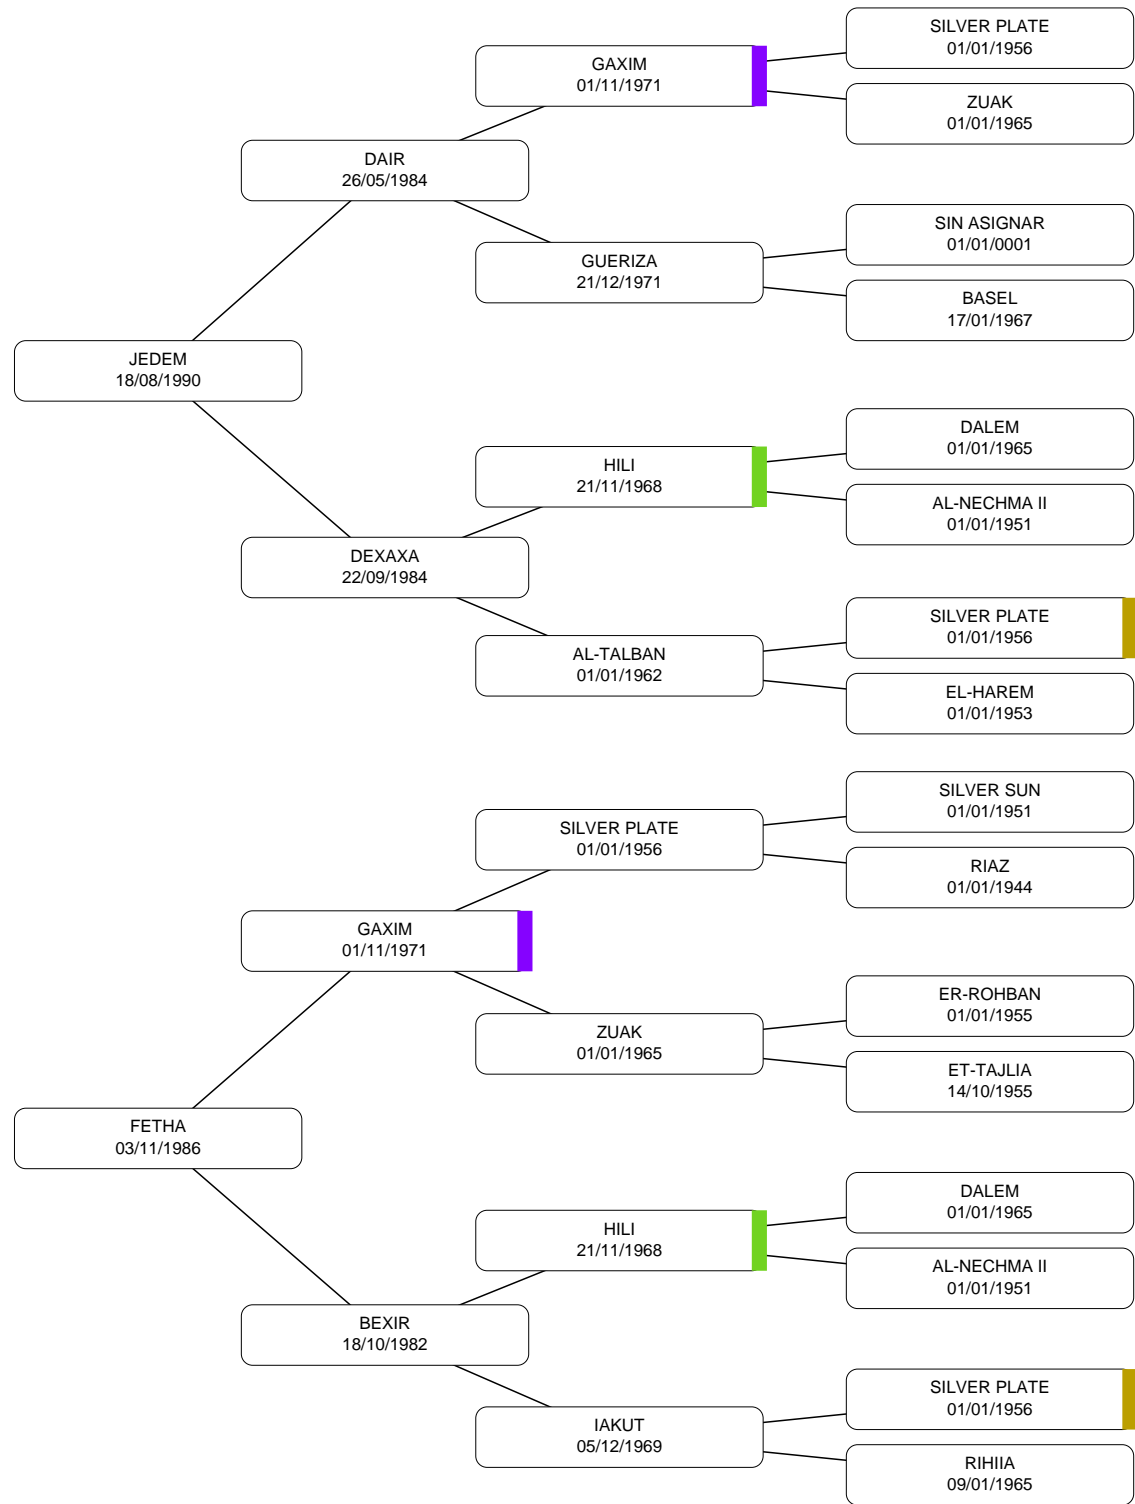 SILVER PLATE
01/01/1956
GAXIM
01/11/1971
ZUAK
01/01/1965
DAIR
26/05/1984
SIN ASIGNAR
01/01/0001
GUERIZA
21/12/1971
BASEL
17/01/1967
JEDEM
18/08/1990
DALEM
01/01/1965
HILI
21/11/1968
AL-NECHMA II
01/01/1951
DEXAXA
22/09/1984
SILVER PLATE
01/01/1956
AL-TALBAN
01/01/1962
EL-HAREM
01/01/1953
SILVER SUN
01/01/1951
SILVER PLATE
01/01/1956
RIAZ
01/01/1944
GAXIM
01/11/1971
ER-ROHBAN
01/01/1955
ZUAK
01/01/1965
ET-TAJLIA
14/10/1955
FETHA
03/11/1986
DALEM
01/01/1965
HILI
21/11/1968
AL-NECHMA II
01/01/1951
BEXIR
18/10/1982
SILVER PLATE
01/01/1956
IAKUT
05/12/1969
RIHIIA
09/01/1965